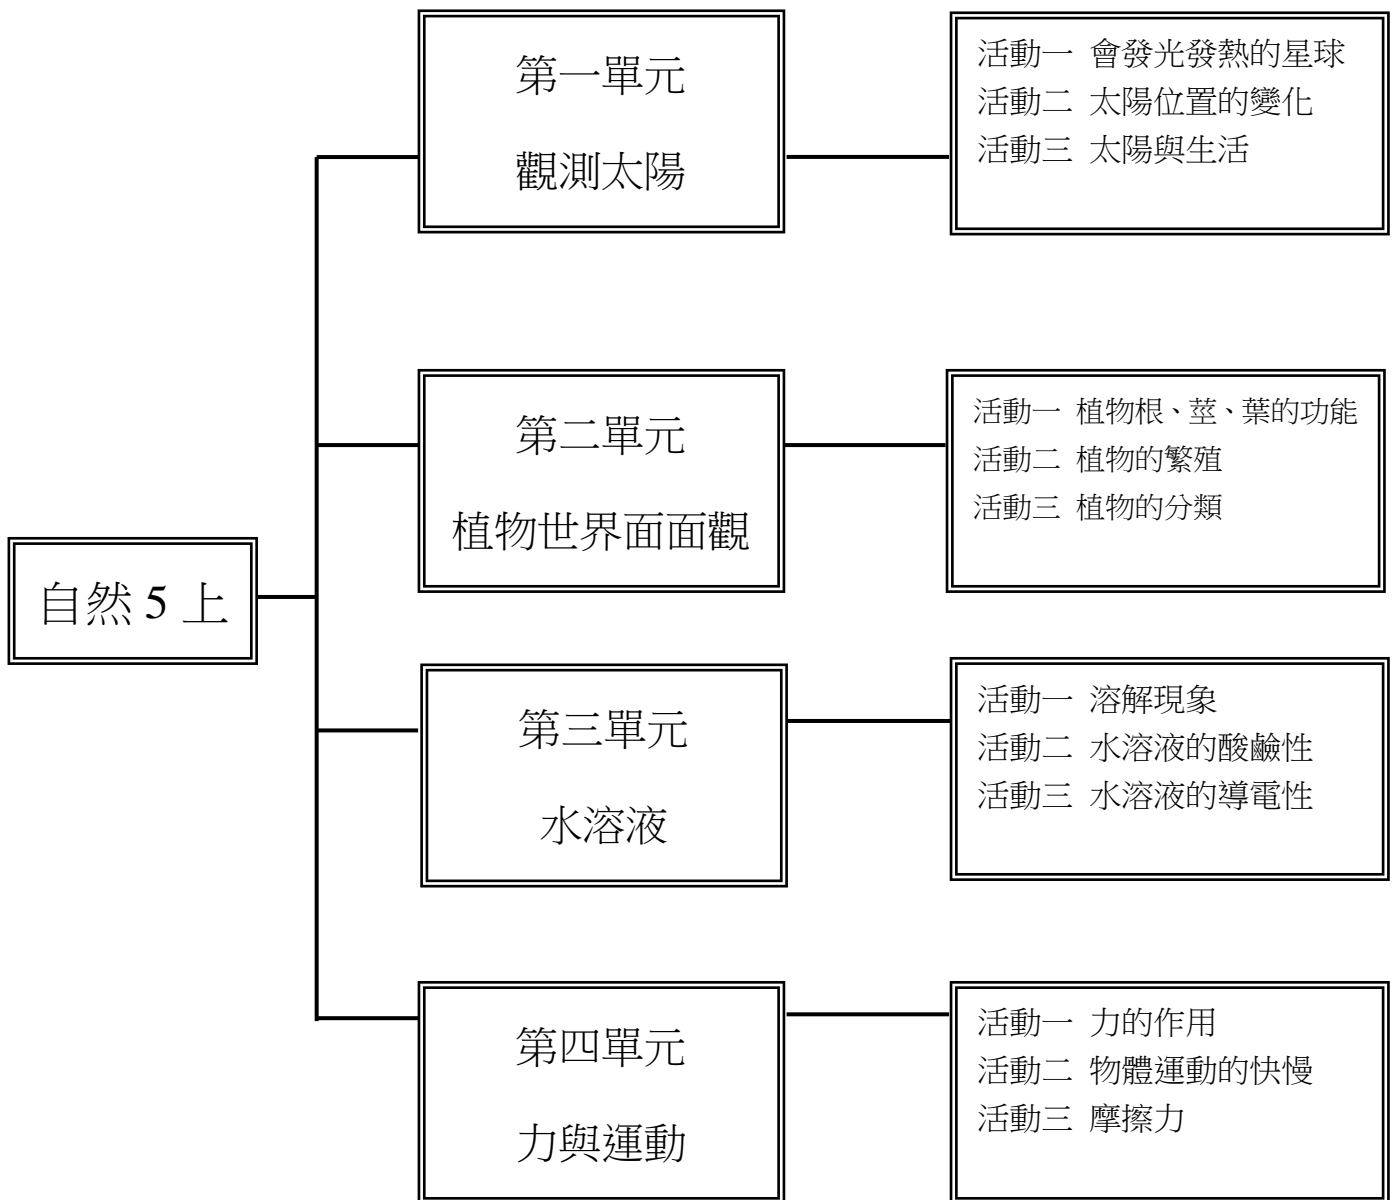 自然 5 上
第一單元
觀測太陽
活動一 會發光發熱的星球
活動二 太陽位置的變化
活動三 太陽與生活
第二單元
植物世界面面觀
活動一 植物根、莖、葉的功能
活動二 植物的繁殖
活動三 植物的分類
第三單元
水溶液
活動一 溶解現象
活動二 水溶液的酸鹼性
活動三 水溶液的導電性
第四單元
力與運動
活動一 力的作用
活動二 物體運動的快慢
活動三 摩擦力